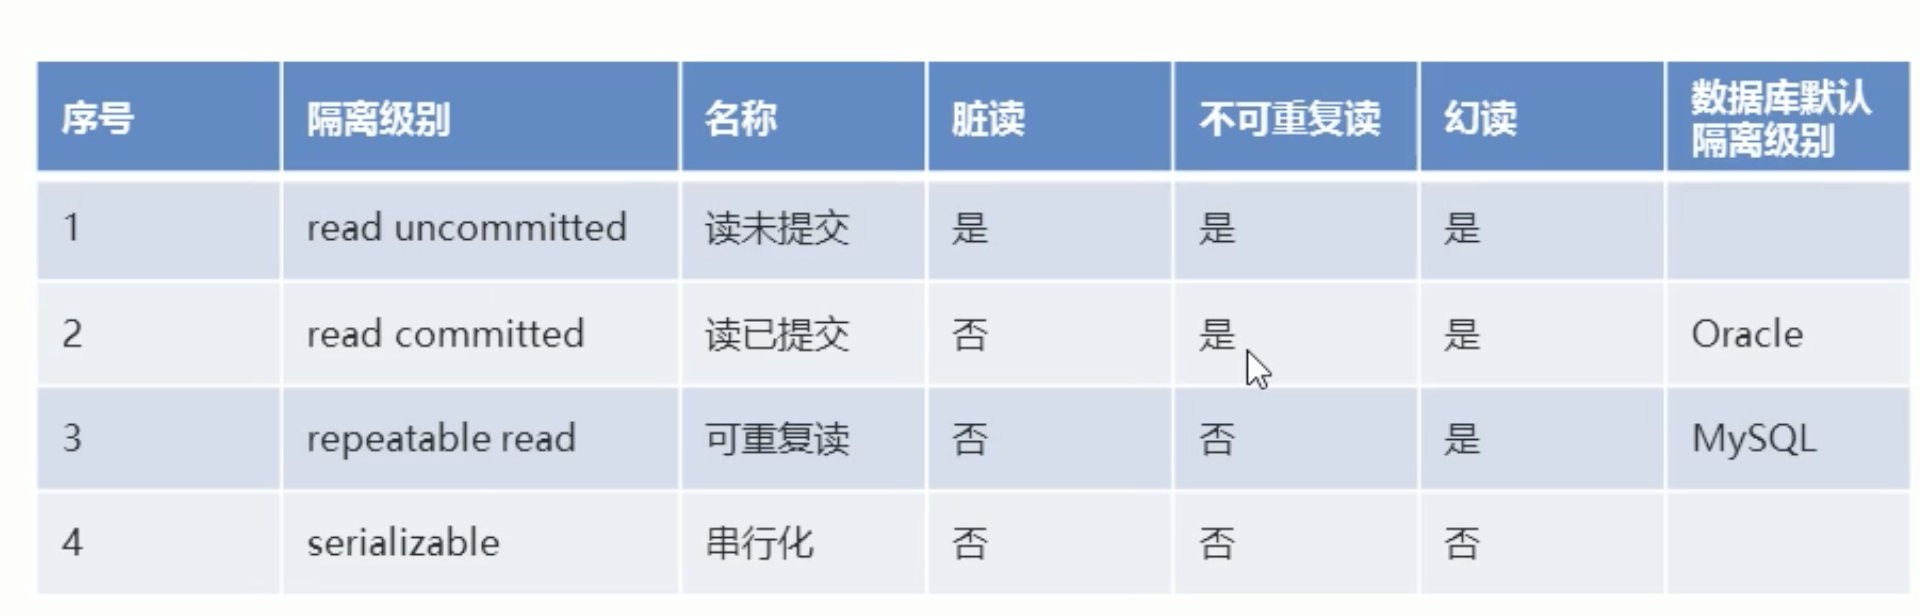 序号 隔离级别 名称 脏读 不可重复读 幻读 数据库默认
隔离级别
1 read uncommitted 读未提交 是 是 是
2 read committed 读已提交 否 是 是 Oracle
3 repeatable read 可重复读 否 否 是 MySQL
4 serializable 串行化 否 否 否